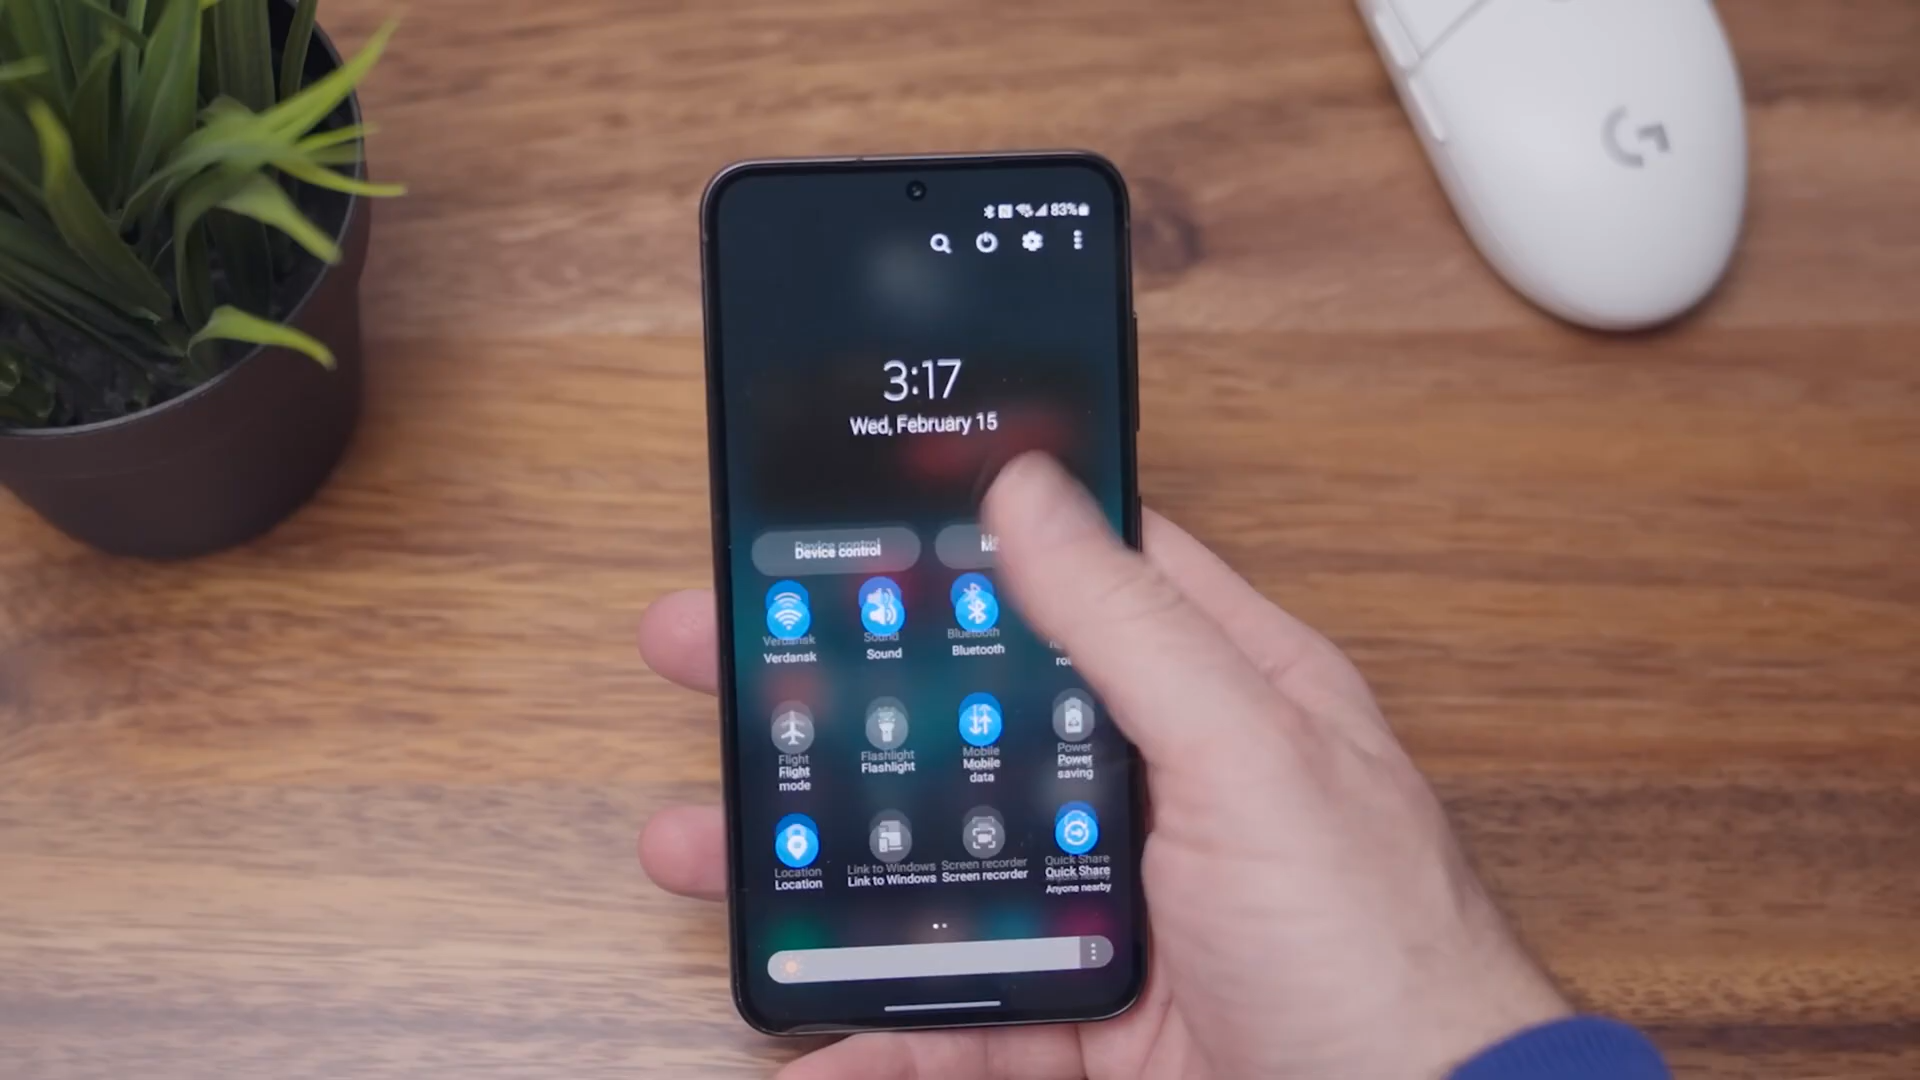 83%
3:17
Wed, February 15
Device control
Verdansk
Sound
Bluetooth
Flight
mode
Flashlight
Mobile
data
Power
saving
Location
Link to Windows
Screen recorder
Quick Share
Anyone nearby